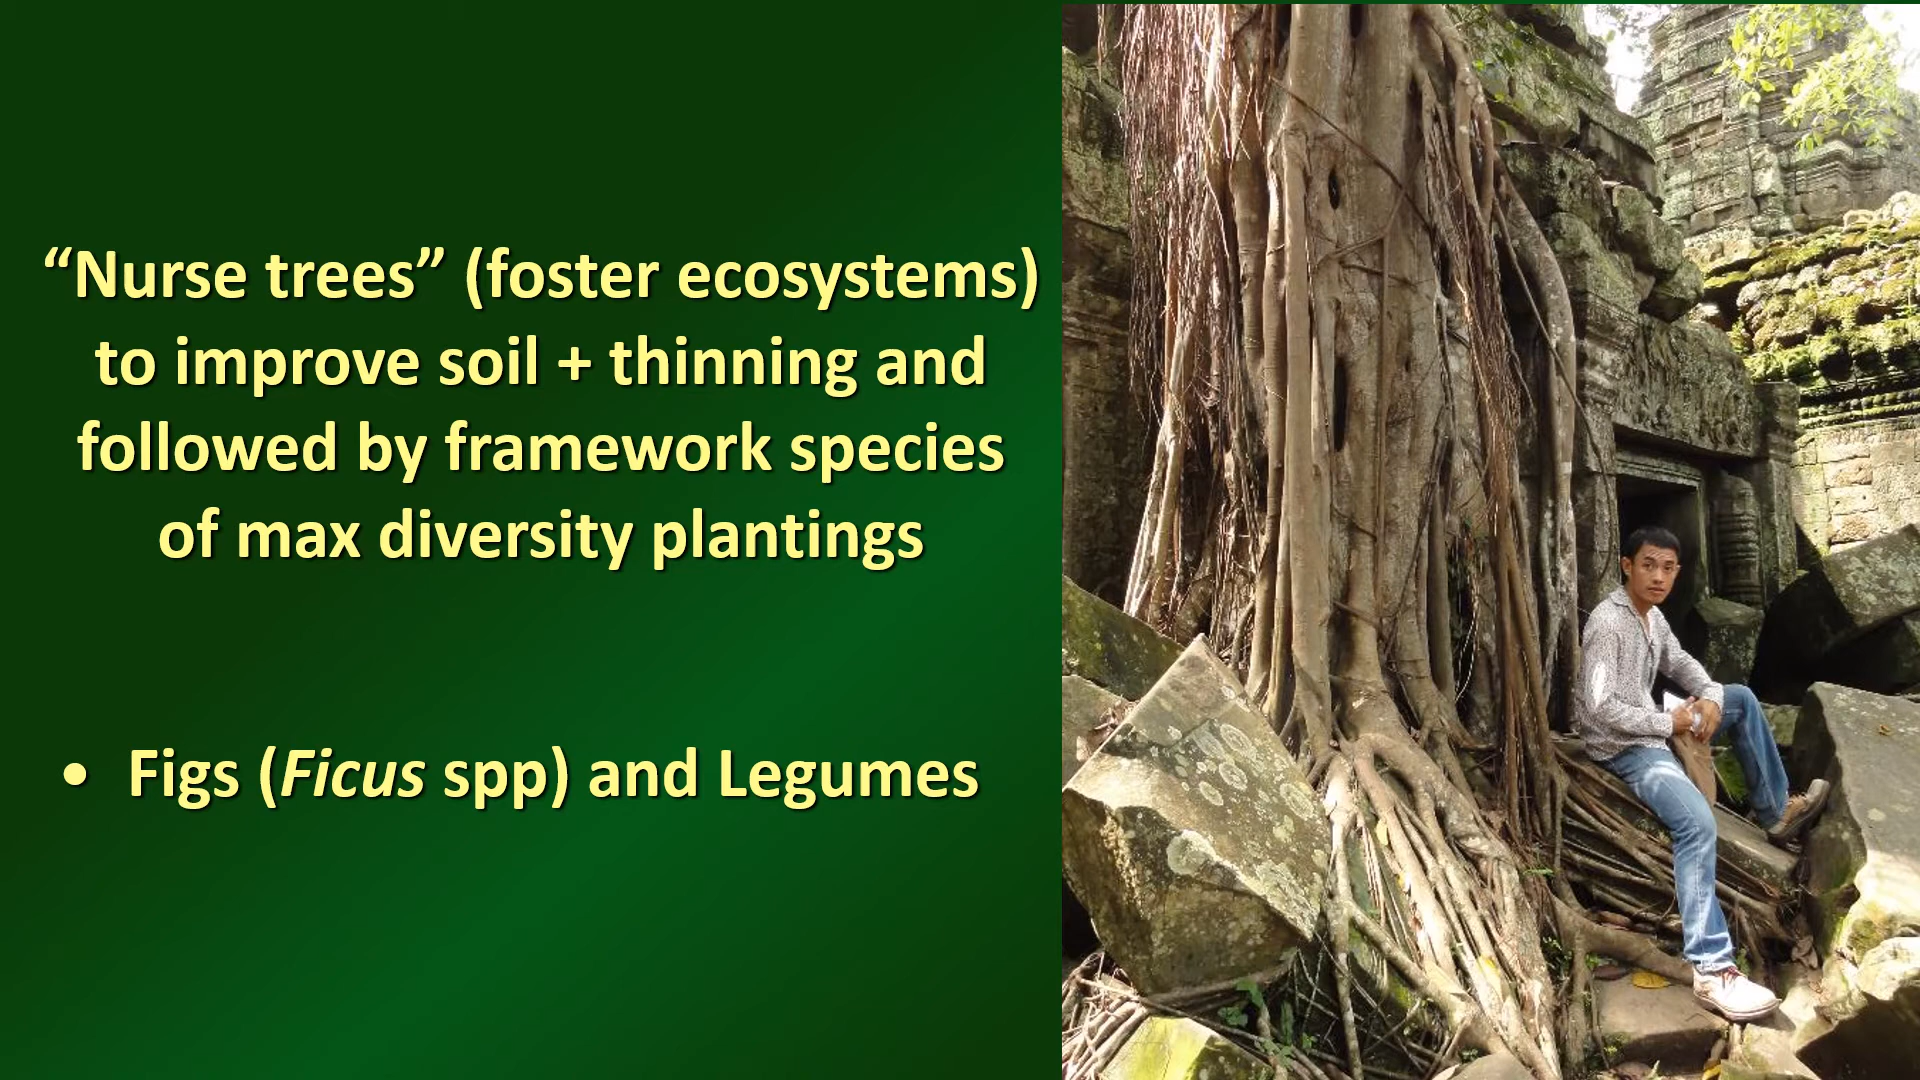 “Nurse trees” (foster ecosystems)
to improve soil + thinning and
followed by framework species
of max diversity plantings
• Figs (Ficus spp) and Legumes